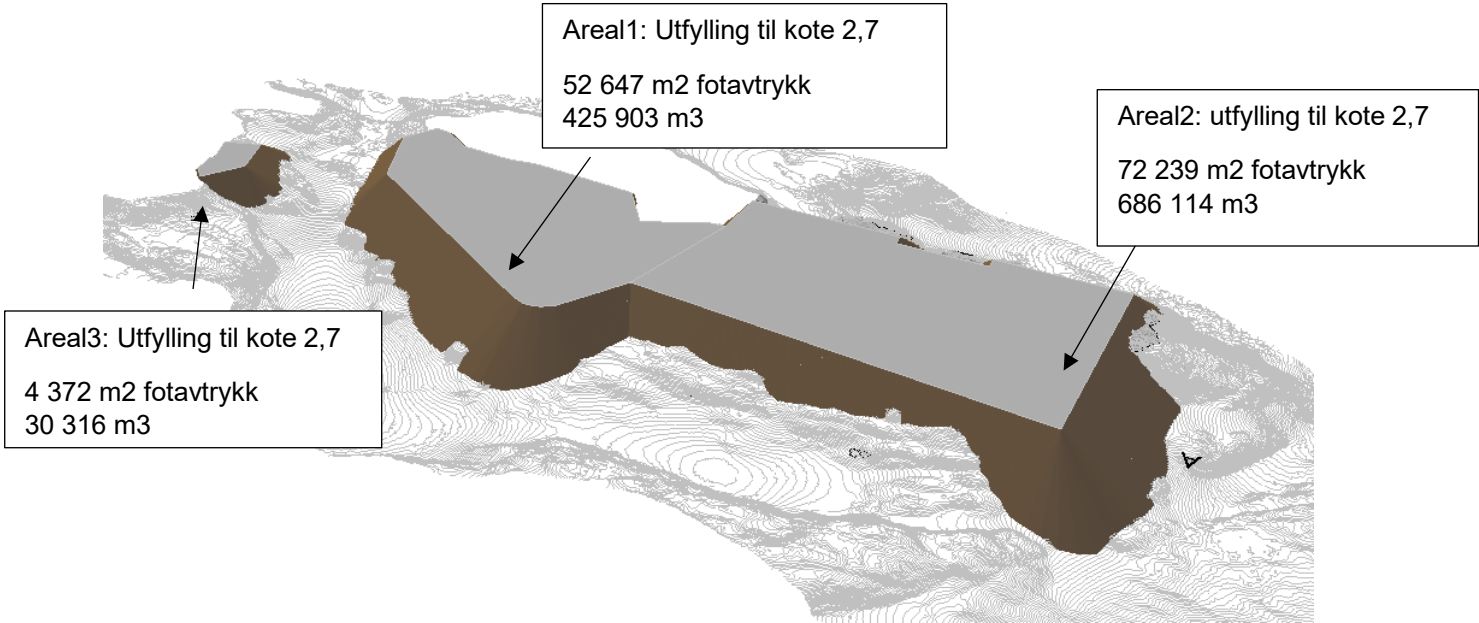 Areal1: Utfylling til kote 2,7
52 647 m2 fotavtrykk
425 903 m3
Areal2: utfylling til kote 2,7
72 239 m2 fotavtrykk
686 114 m3
Areal3: Utfylling til kote 2,7
4 372 m2 fotavtrykk
30 316 m3